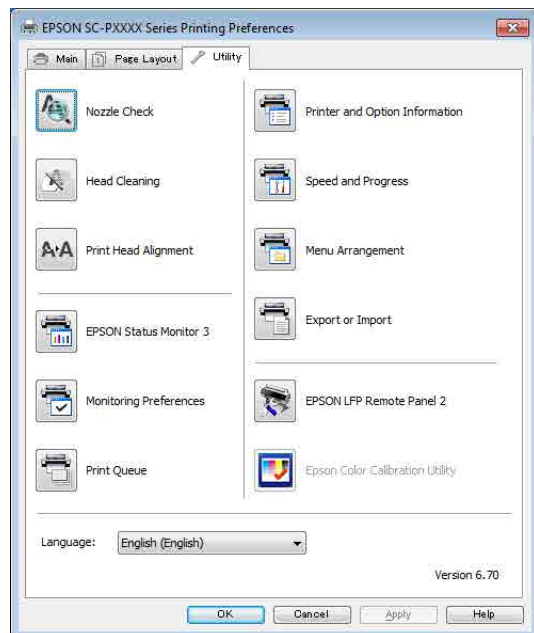 EPSON SC-PXXXX Series Printing Preferences
Main
Page Layout
Utility
Nozzle Check
Printer and Option Information
Head Cleaning
Speed and Progress
A A Print Head Alignment
Menu Arrangement
Export or Import
EPSON Status Monitor 3
Monitoring Preferences
EPSON LFP Remote Panel 2
Print Queue
Epson Color Calibration Utility
Language: English (English)
Version 6.70
OK Cancel Apply Help